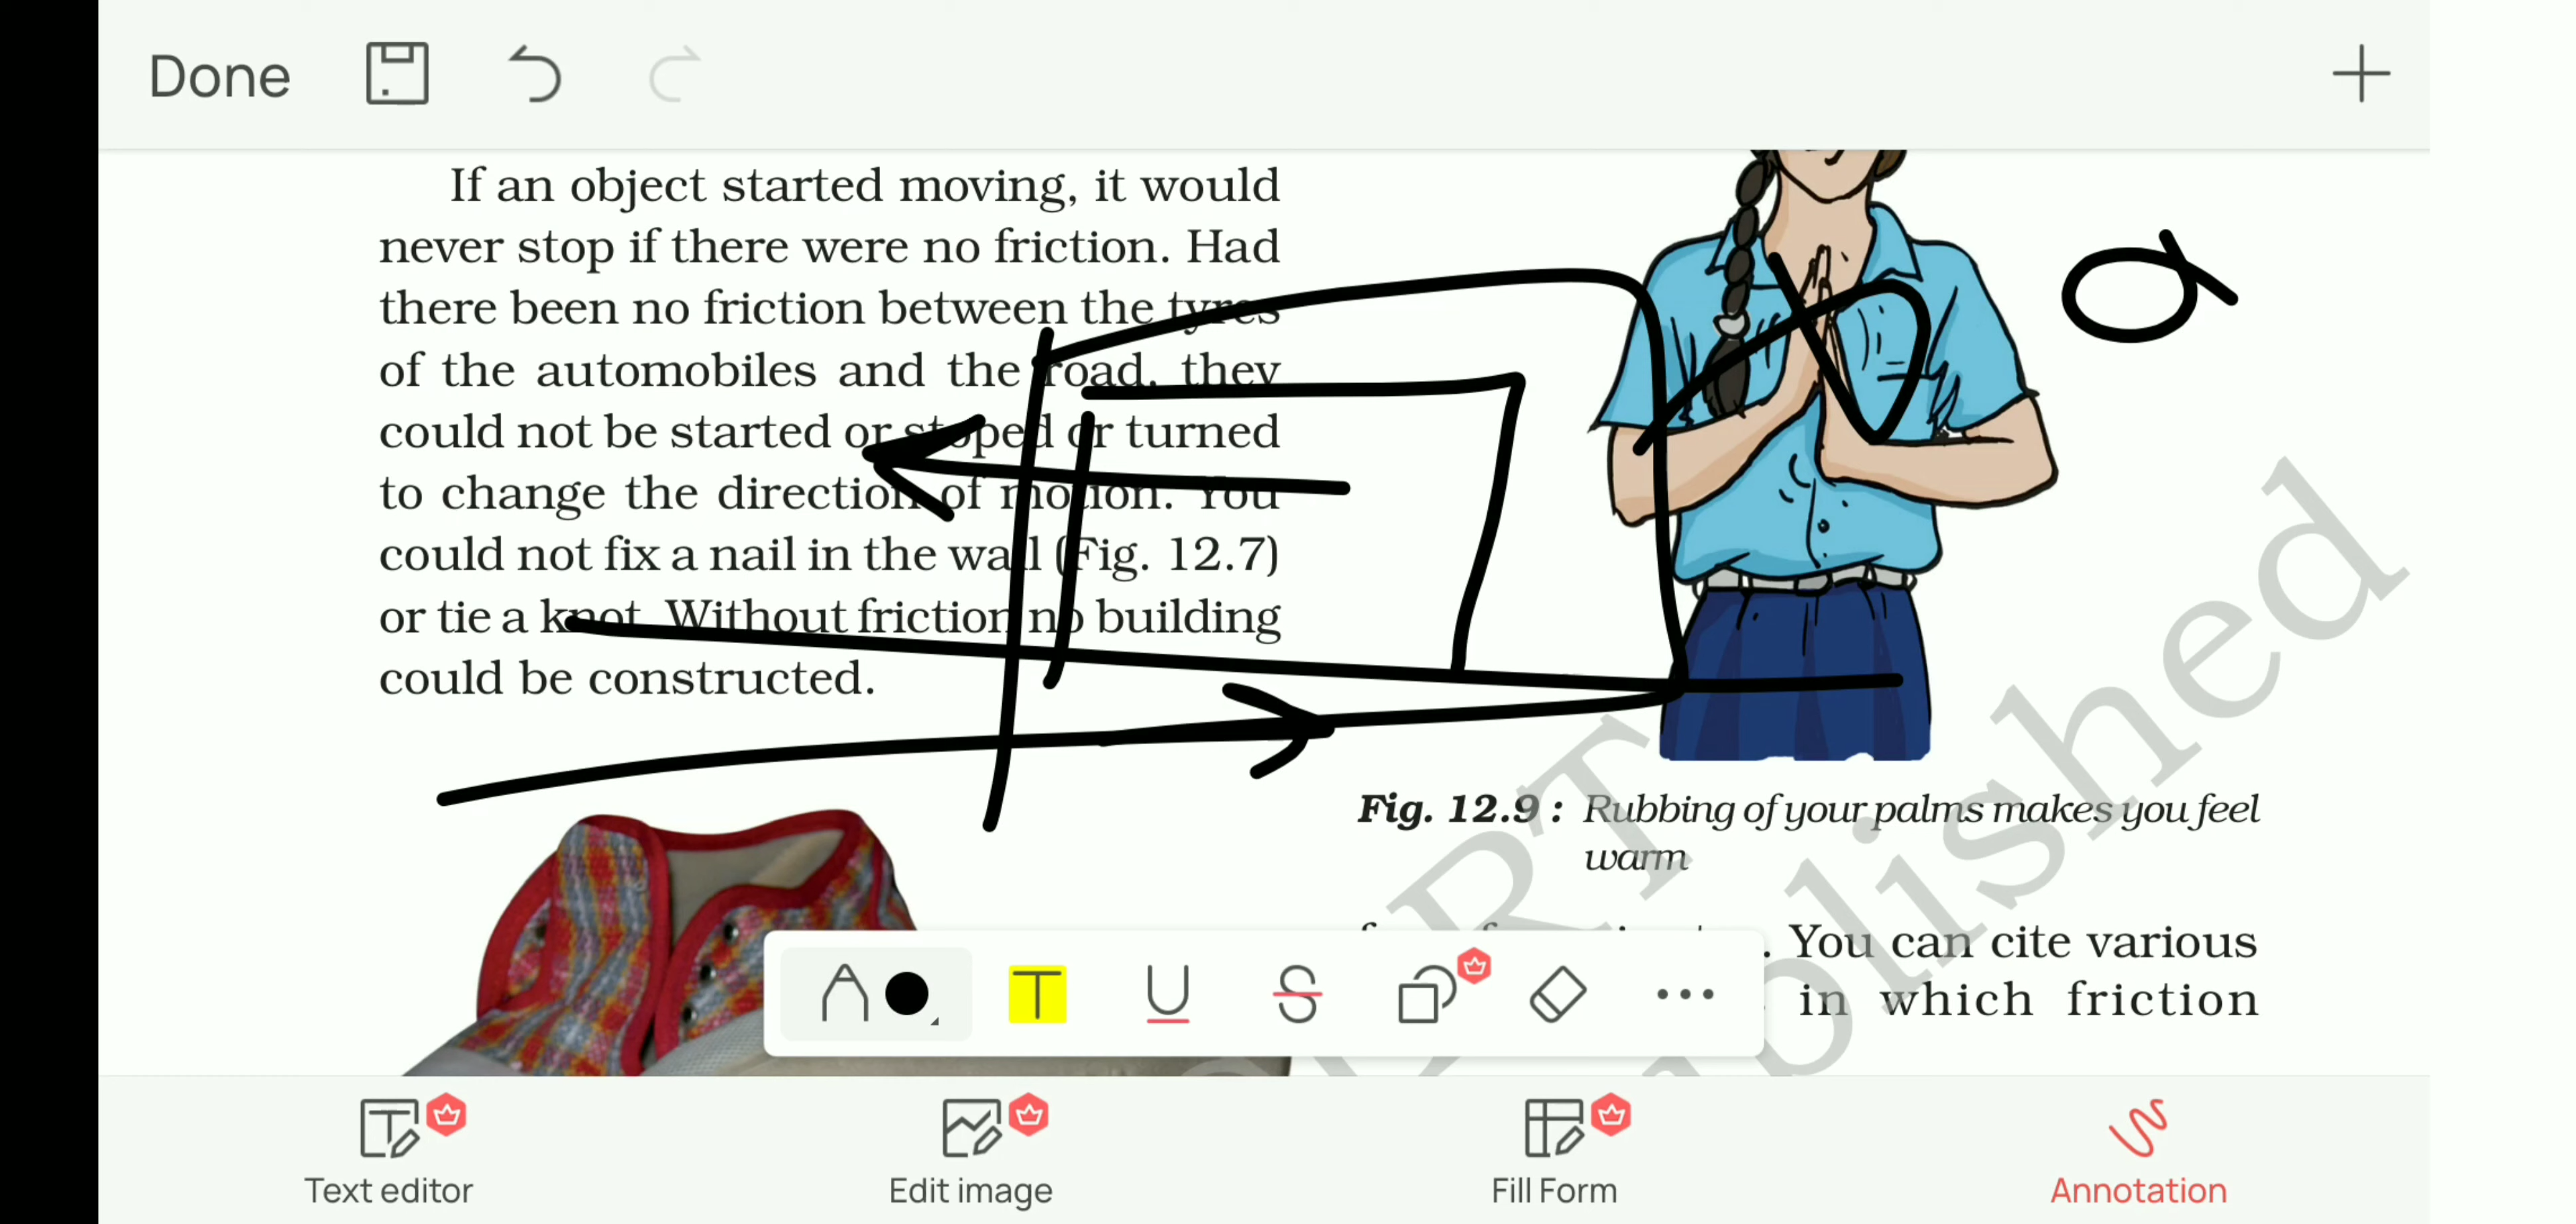 Done
If an object started moving, it would
never stop if there were no friction. Had
there been no friction between the tyres
of the automobiles and the road, they
could not be started or stoped or turned
to change the direction of motion. You
could not fix a nail in the wall (Fig. 12.7)
or tie a knot. Without friction no building
could be constructed.
Fig. 12.9 : Rubbing of your palms makes you feel
warm
. You can cite various
in which friction
Text editor
Edit image
Fill Form
Annotation